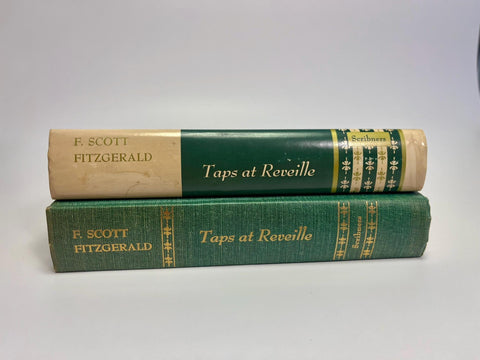 F. SCOTT
FITZGERALD
Taps at Reveille
Scribners
F. SCOTT
FITZGERALD
Taps at Reveille
Scribners